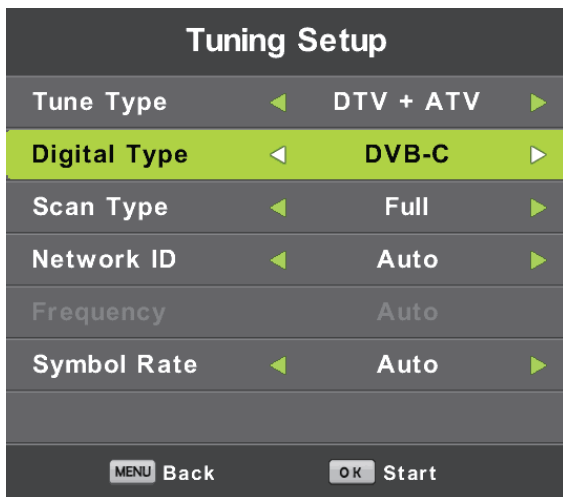 Tuning Setup
Tune Type DTV + ATV
Digital Type DVB-C
Scan Type Full
Network ID Auto
Frequency Auto
Symbol Rate Auto
MENU Back OK Start